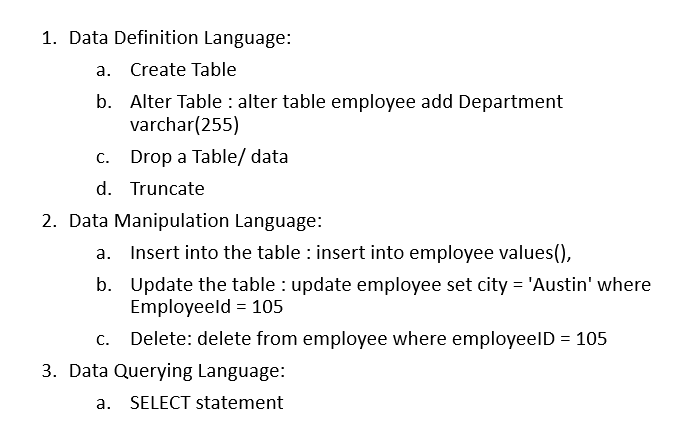 1. Data Definition Language:
a. Create Table
b. Alter Table : alter table employee add Department
varchar(255)
c. Drop a Table/ data
d. Truncate
2. Data Manipulation Language:
a. Insert into the table : insert into employee values(),
b. Update the table : update employee set city = 'Austin' where
EmployeeId = 105
c. Delete: delete from employee where employeeID = 105
3. Data Querying Language:
a. SELECT statement